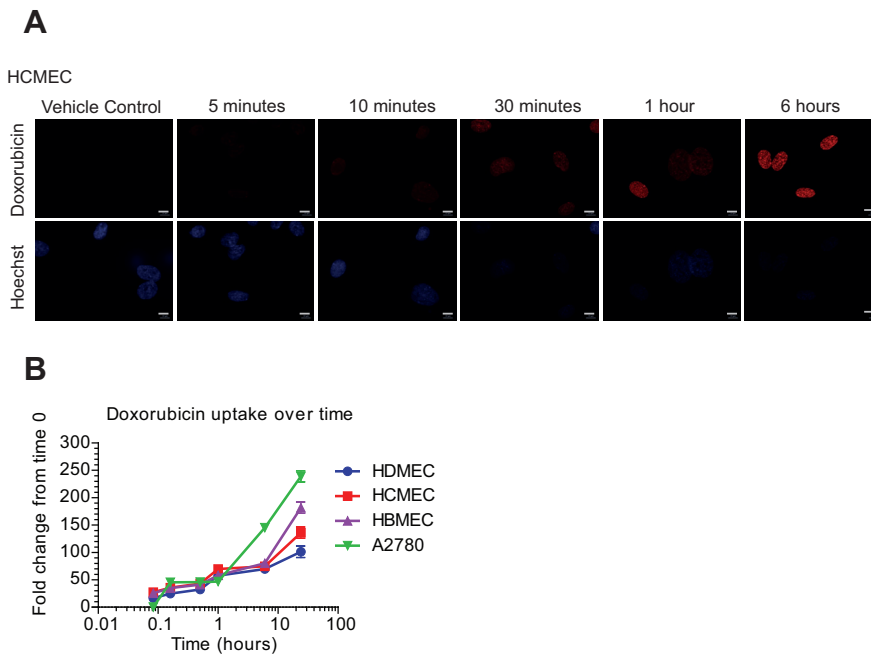 A
HCMEC
Vehicle Control 5 minutes 10 minutes 30 minutes 1 hour 6 hours
Doxorubicin
Hoechst
B
Doxorubicin uptake over time
Fold change from time 0
300
250
200
150
100
50
0
0.01 0.1 1 10 100
Time (hours)
HDMEC
HCMEC
HBMEC
A2780